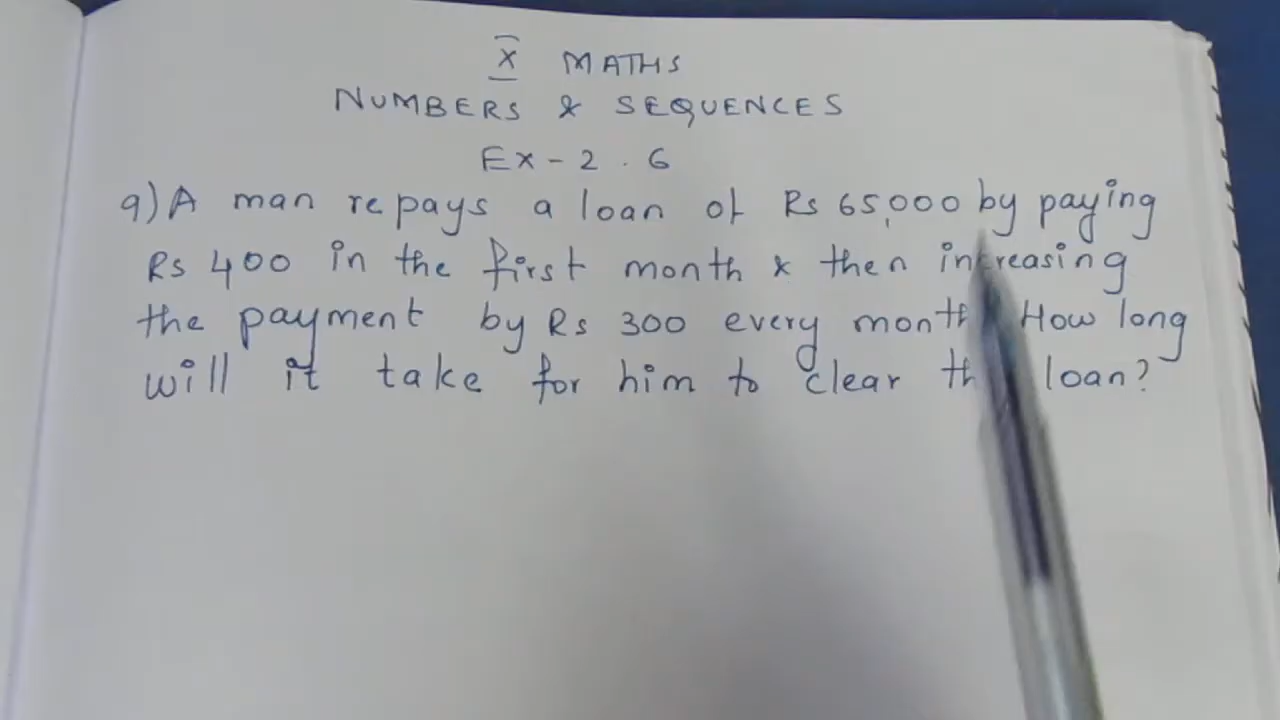 X MATHS
NUMBERS & SEQUENCES
Ex - 2.6
9) A man repays a loan of Rs 65,000 by paying
Rs 400 in the first month & then increasing
the payment by Rs 300 every month How long
will it take for him to clear loan?